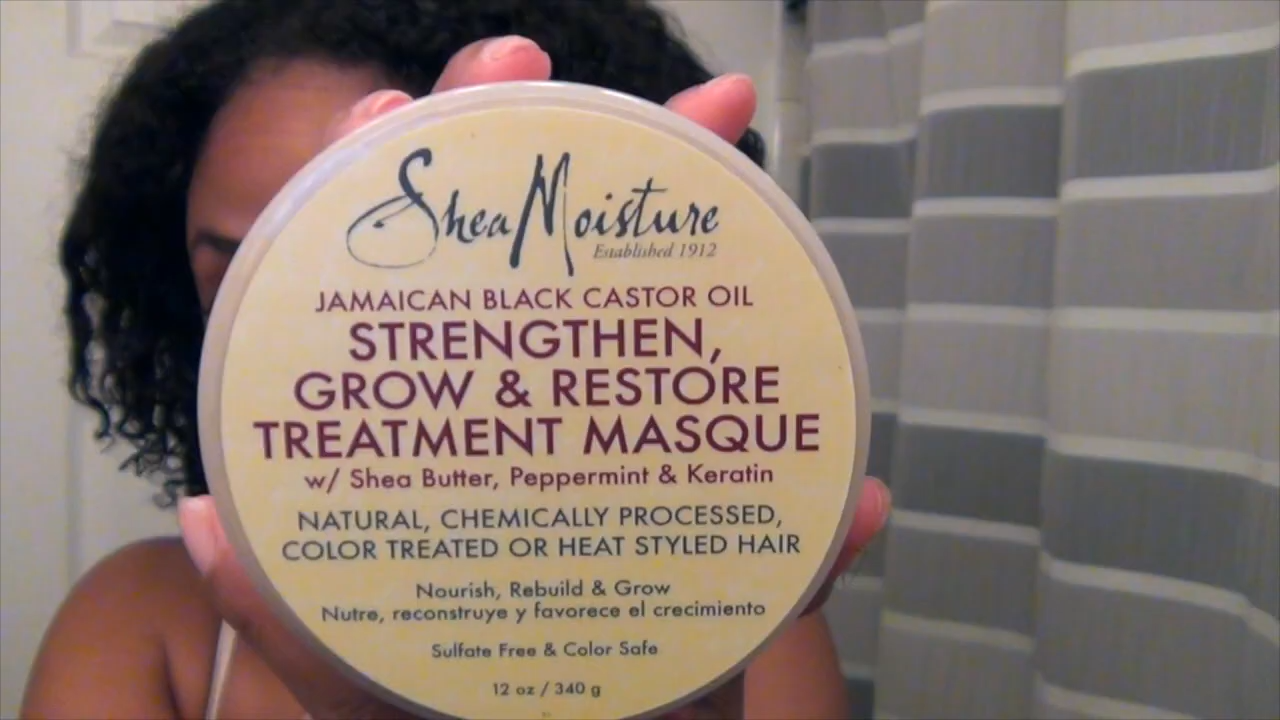 SheaMoisture
Established 1912
JAMAICAN BLACK CASTOR OIL
STRENGTHEN,
GROW & RESTORE
TREATMENT MASQUE
w/ Shea Butter, Peppermint & Keratin
NATURAL, CHEMICALLY PROCESSED,
COLOR TREATED OR HEAT STYLED HAIR
Nourish, Rebuild & Grow
Nutre, reconstruye y favorece el crecimiento
Sulfate Free & Color Safe
12 oz / 340 g